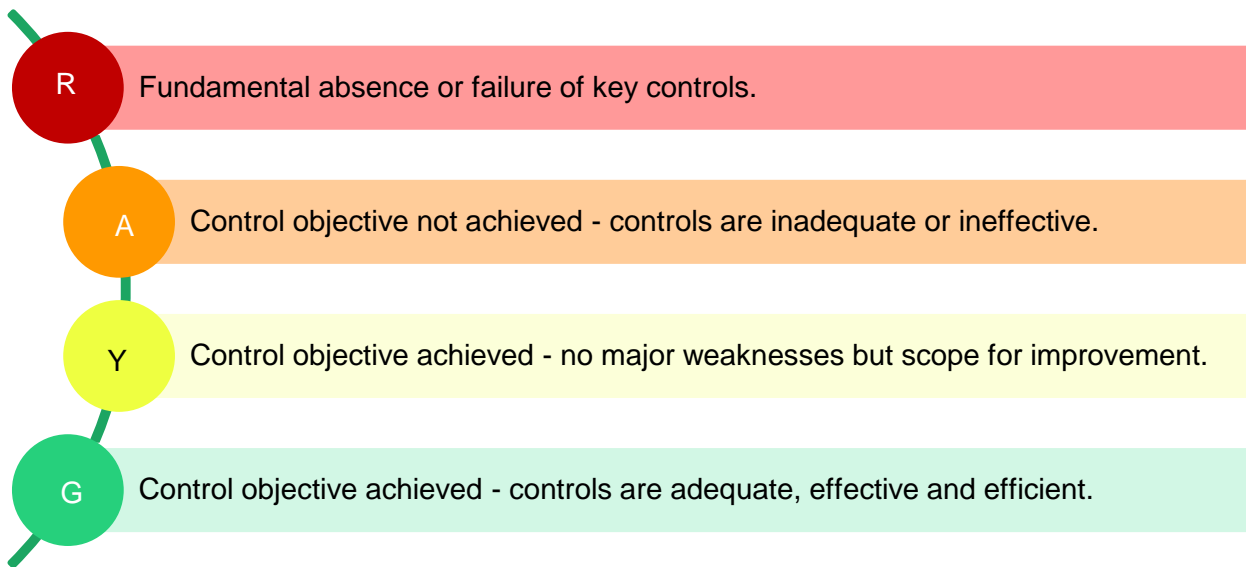 R
Fundamental absence or failure of key controls.
A
Control objective not achieved - controls are inadequate or ineffective.
Y
Control objective achieved - no major weaknesses but scope for improvement.
G
Control objective achieved - controls are adequate, effective and efficient.